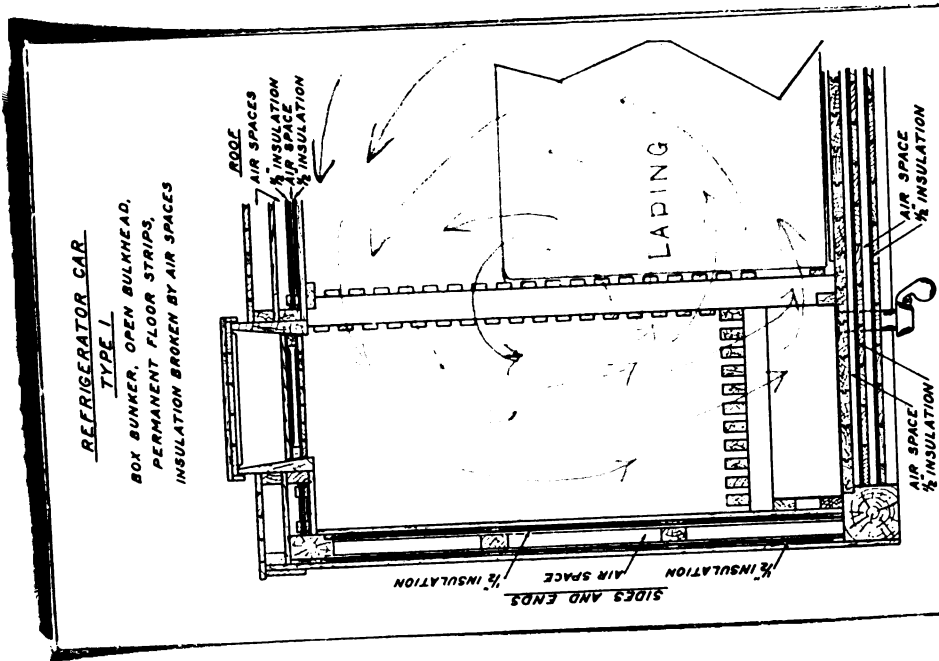 REFRIGERATOR CAR
TYPE 1
BOX BUNKER, OPEN BULKHEAD,
PERMANENT FLOOR STRIPS,
INSULATION BROKEN BY AIR SPACES
ROOF
AIR SPACES
½" INSULATION
AIR SPACE
½" INSULATION
LADING
AIR SPACE
½" INSULATION
AIR SPACE
½" INSULATION
½" INSULATION
AIR SPACE
½" INSULATION
SIDES AND ENDS